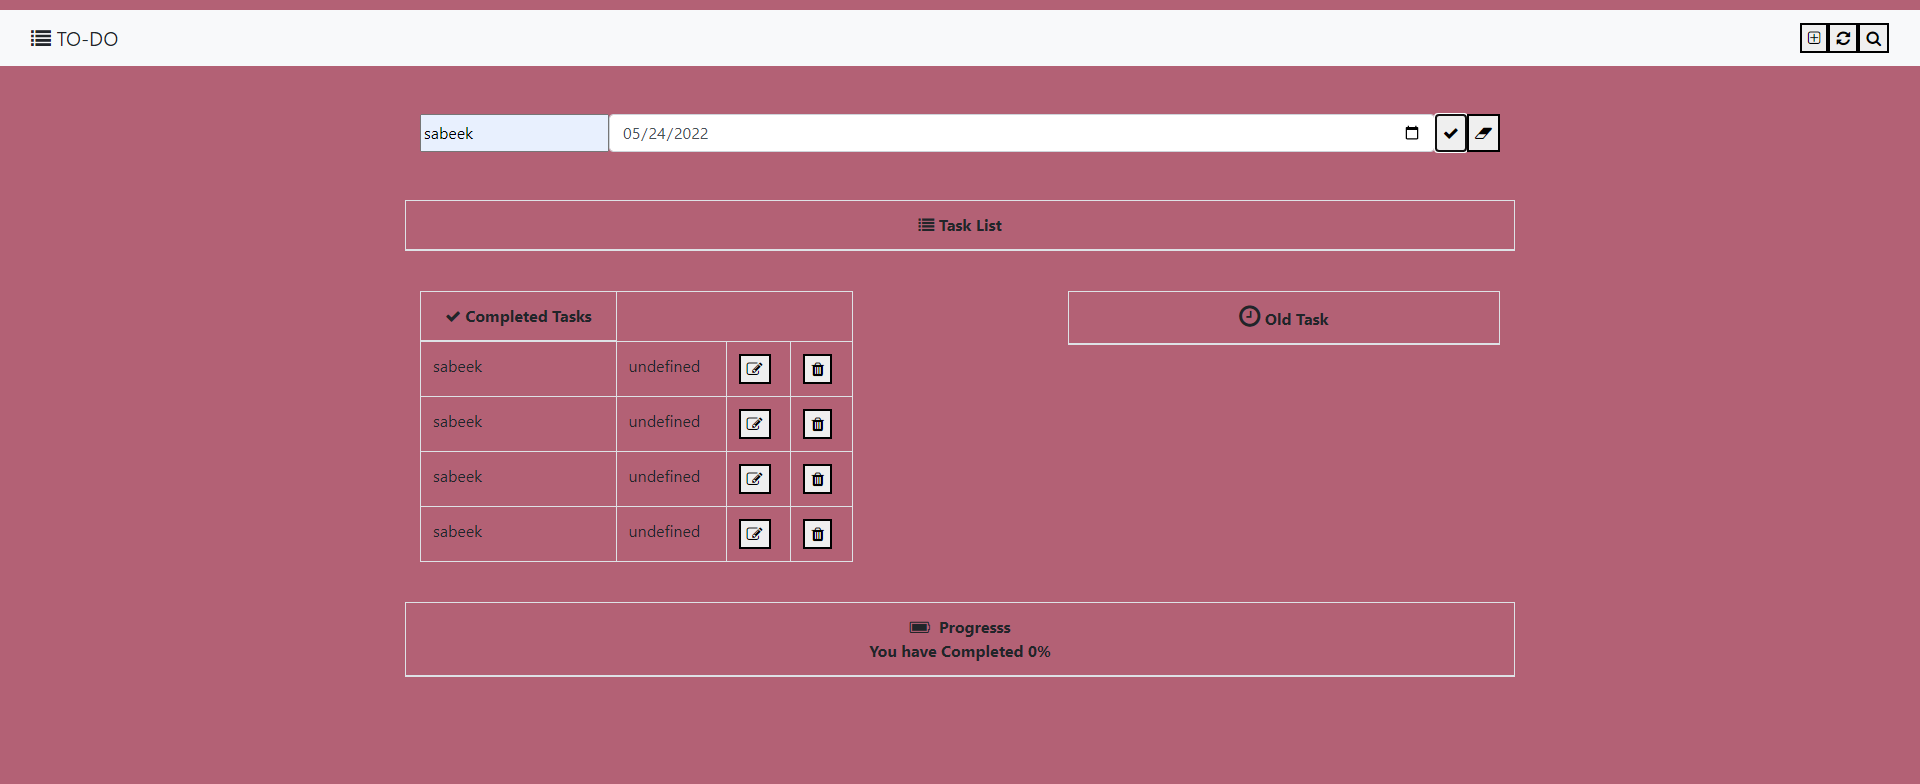 TO-DO
sabeek
05/24/2022
Task List
Completed Tasks
sabeek undefined
sabeek undefined
sabeek undefined
sabeek undefined
Old Task
Progresss
You have Completed 0%